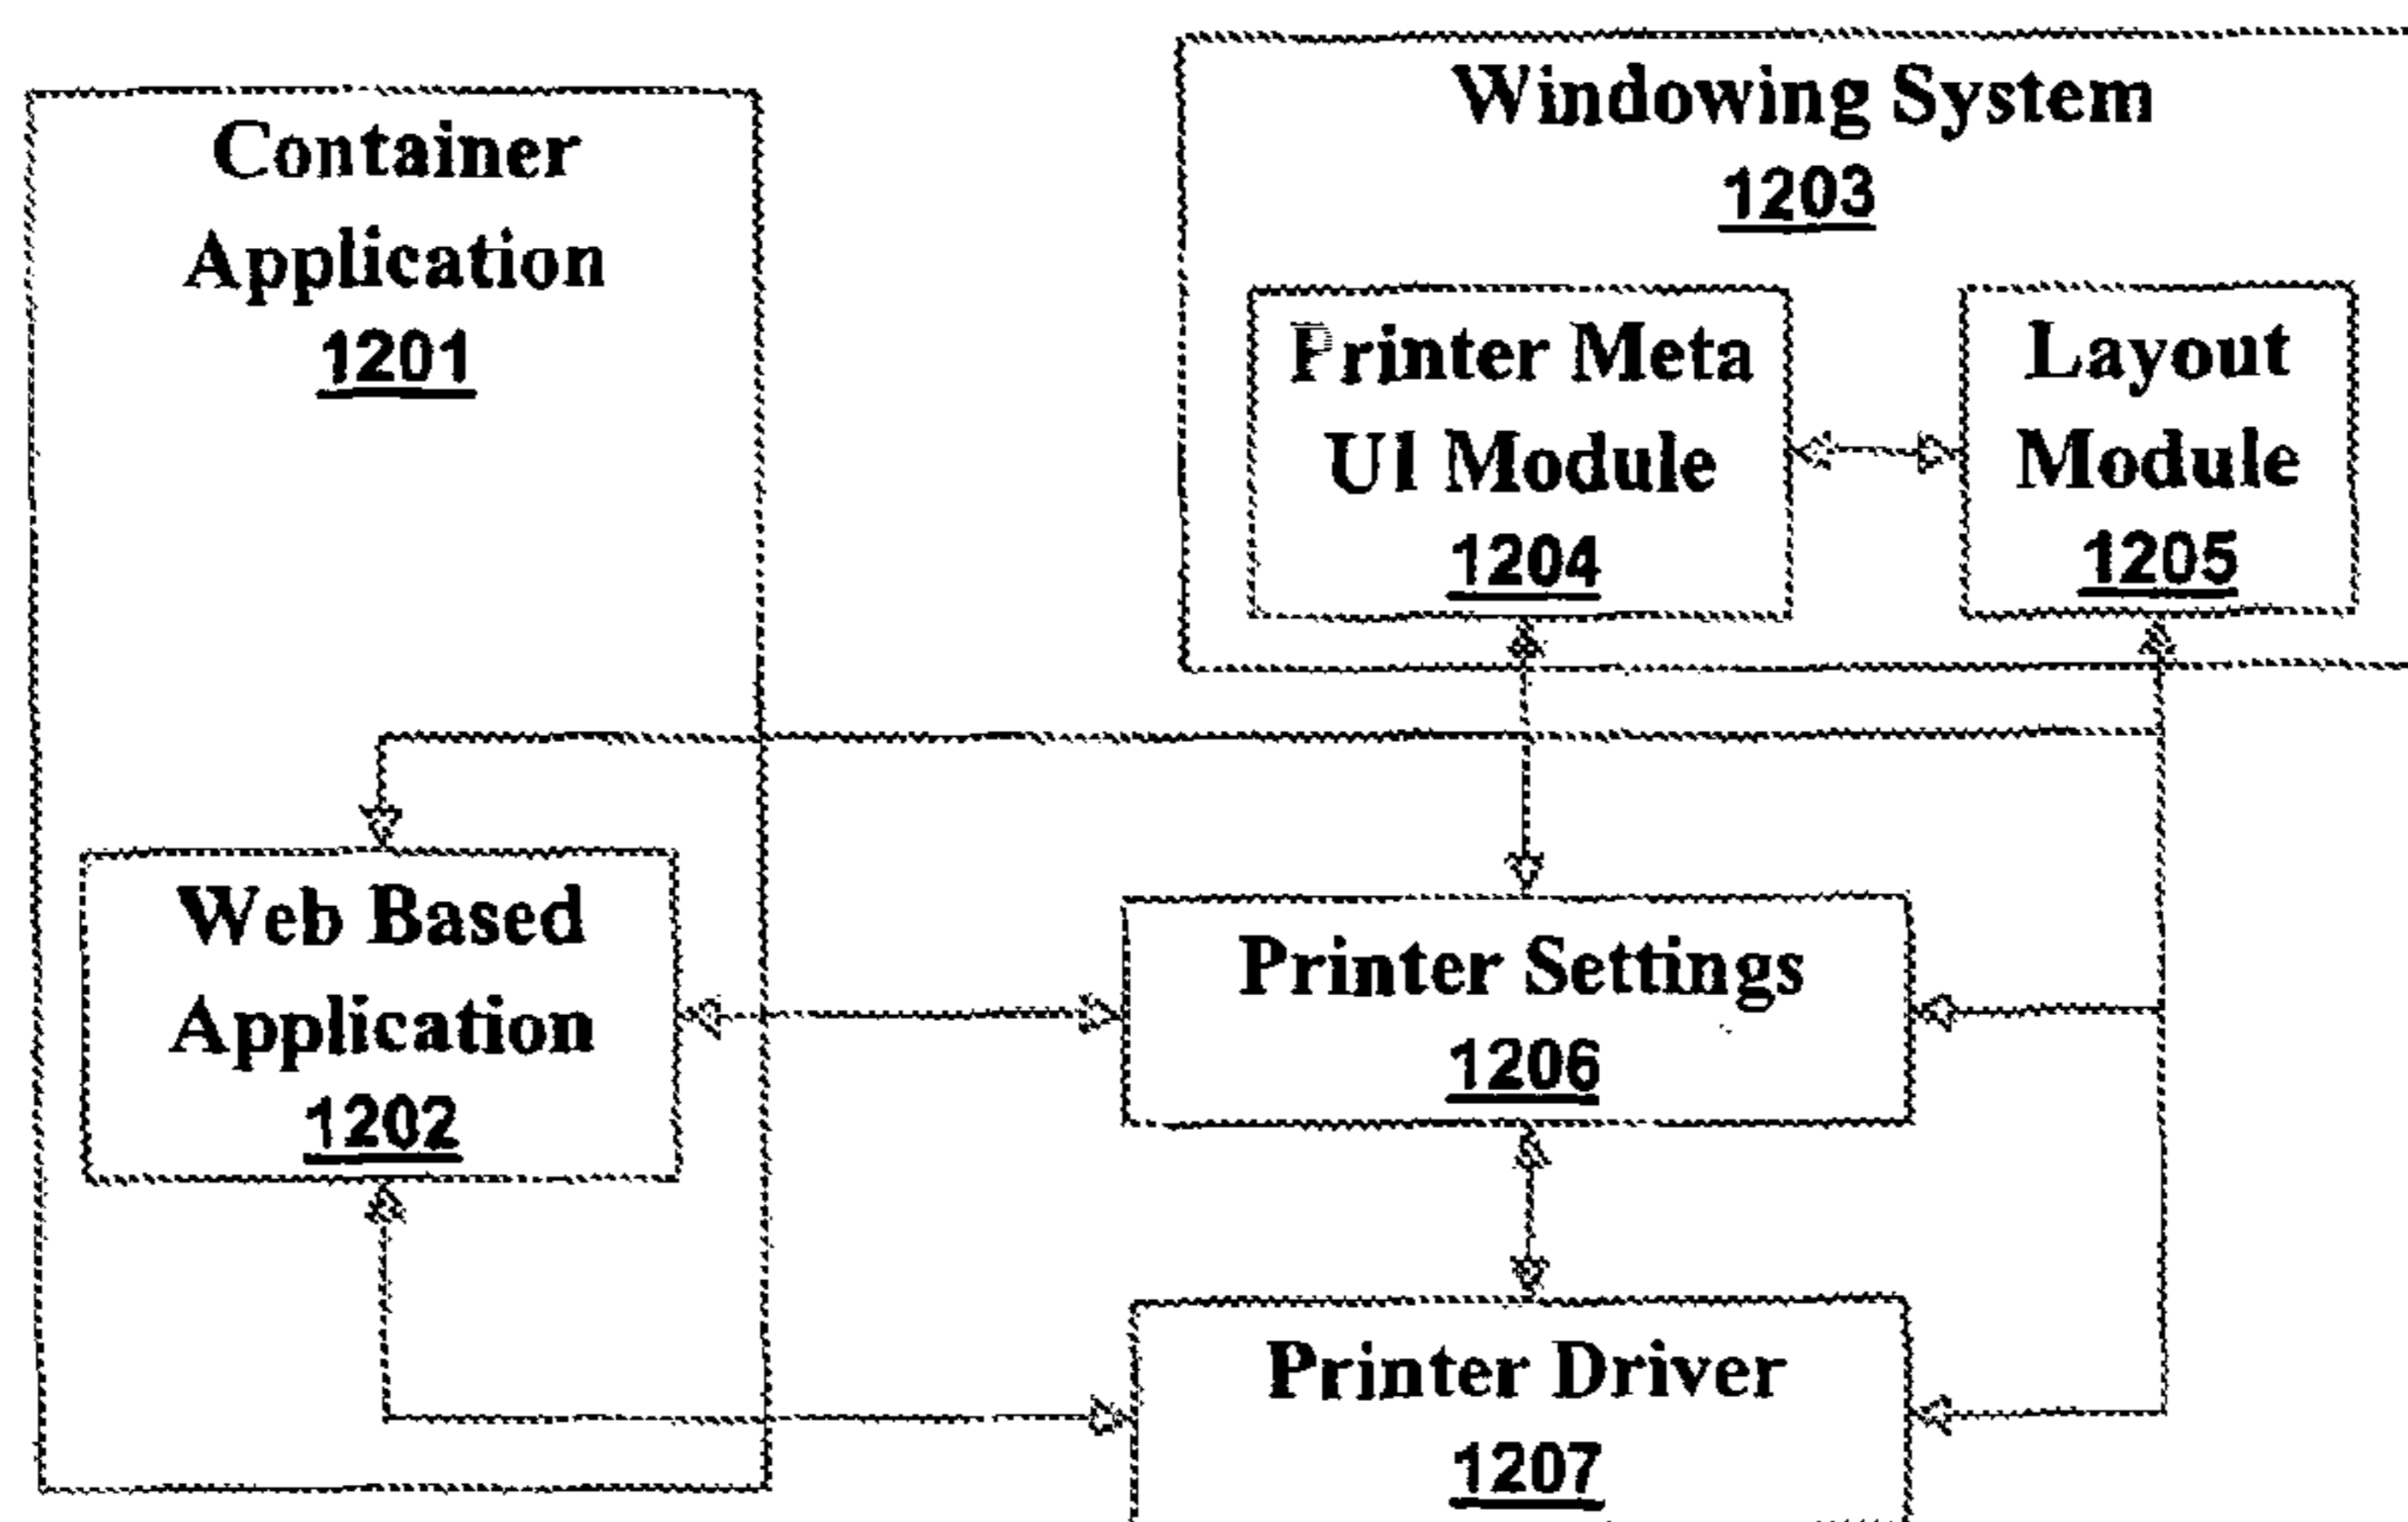 Container
Application
1201
Windowing System
1203
Printer Meta
UI Module
1204
Layout
Module
1205
Web Based
Application
1202
Printer Settings
1206
Printer Driver
1207